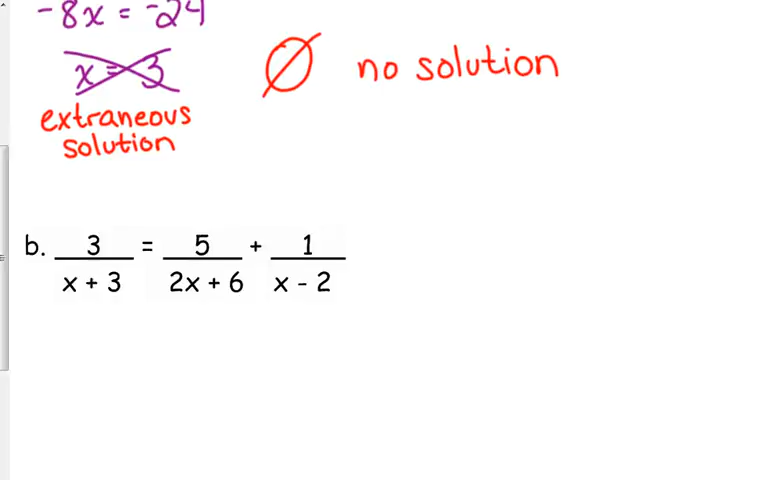 -8x = -24
x = 3
∅ no solution
extraneous
solution
b. 3/(x + 3) = 5/(2x + 6) + 1/(x - 2)